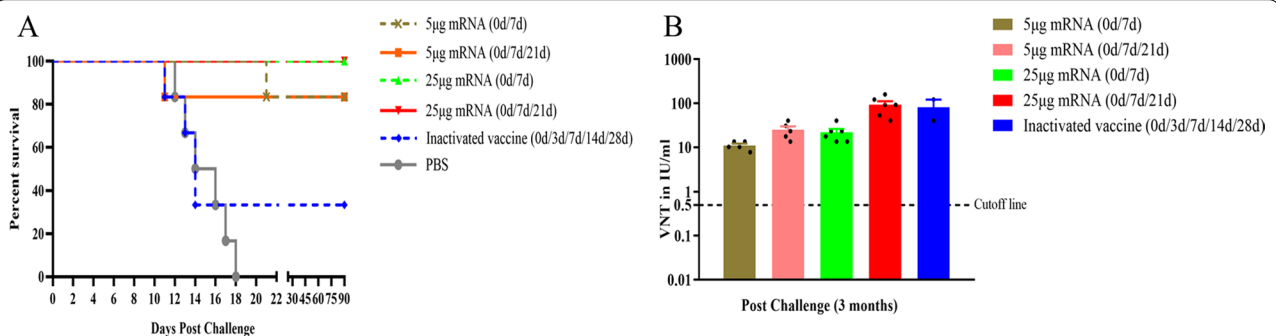 A
5μg mRNA (0d/7d)
5μg mRNA (0d/7d/21d)
25μg mRNA (0d/7d)
25μg mRNA (0d/7d/21d)
Inactivated vaccine (0d/3d/7d/14d/28d)
PBS
Percent survival
100
80
60
40
20
0
0 2 4 6 8 10 12 14 16 18 20 22 30 45 60 75 90
Days Post Challenge
B
5μg mRNA (0d/7d)
5μg mRNA (0d/7d/21d)
25μg mRNA (0d/7d)
25μg mRNA (0d/7d/21d)
Inactivated vaccine (0d/3d/7d/14d/28d)
VNT in IU/ml
1000
100
10
1
0.5
0.1
0.01
Cutoff line
Post Challenge (3 months)